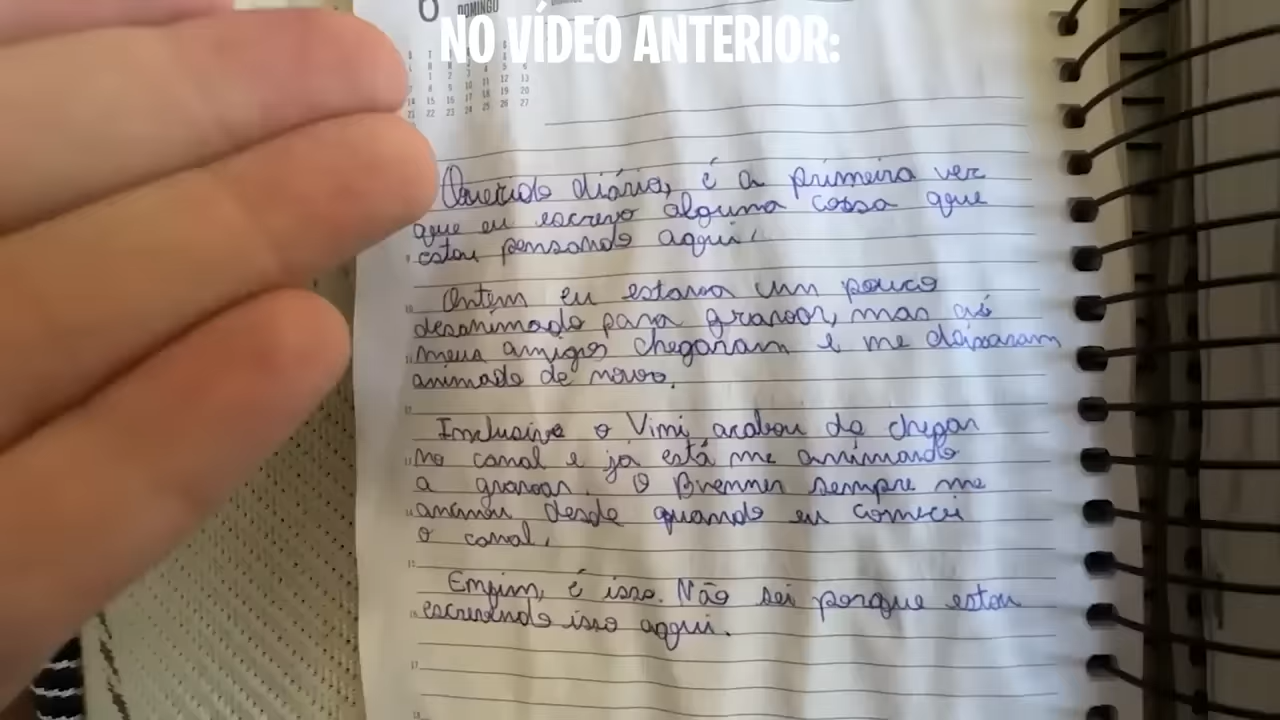 6 DOMINGO
NO VÍDEO ANTERIOR:
Querido diário, é a primeira vez
que eu escrevo alguma coisa que
estou pensando aqui!
Ontem eu estava um pouco
desanimado para gravar, mas aí
meus amigos chegaram e me deixaram
animado de novo.
Inclusive o Vimi acabou de chegar
no canal e já está me animando
a gravar. O Brenner sempre me
animou desde quando eu comecei
o canal.
Enfim, é isso. Não sei porque estou
escrevendo isso aqui.